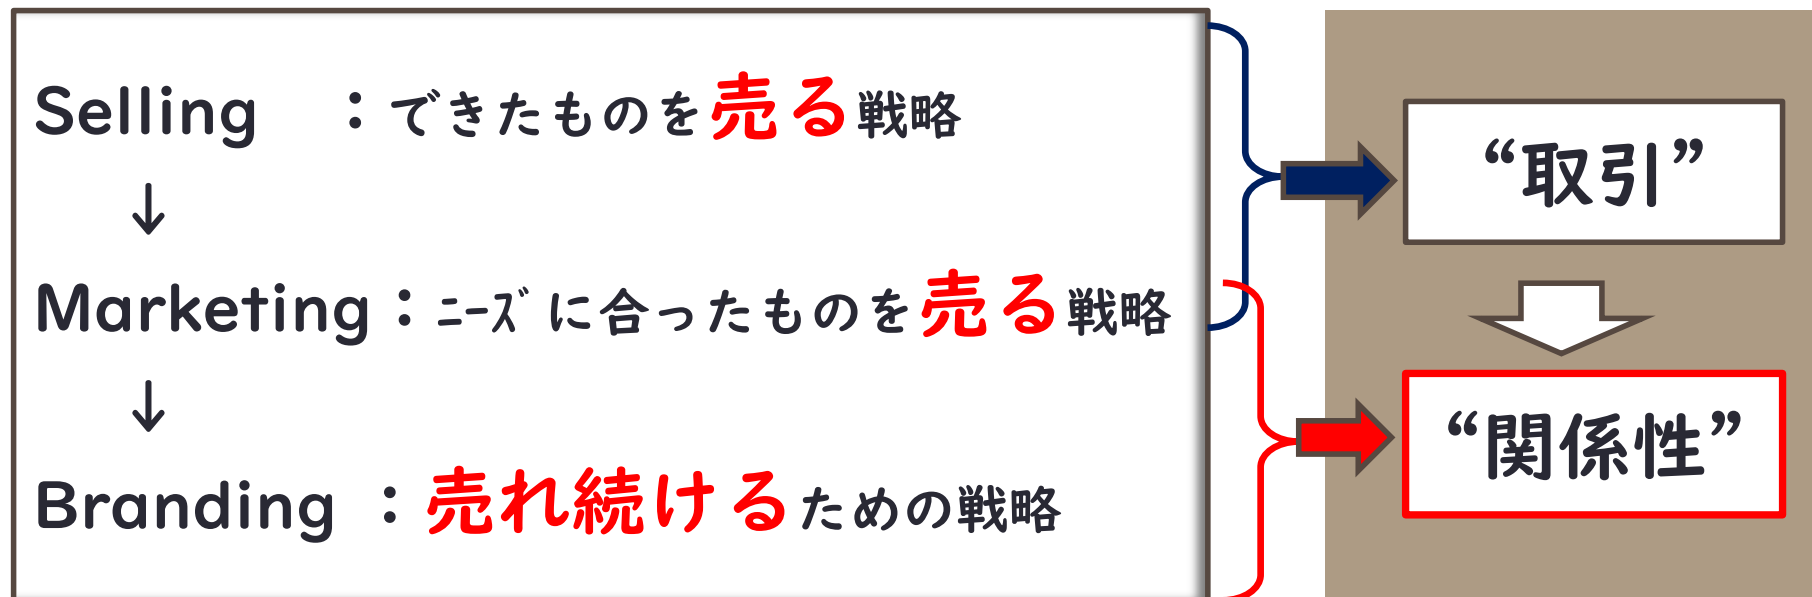 Selling ：できたものを売る戦略
↓
Marketing：ﾆｰｽﾞに合ったものを売る戦略
↓
Branding ：売れ続けるための戦略
“取引”
“関係性”